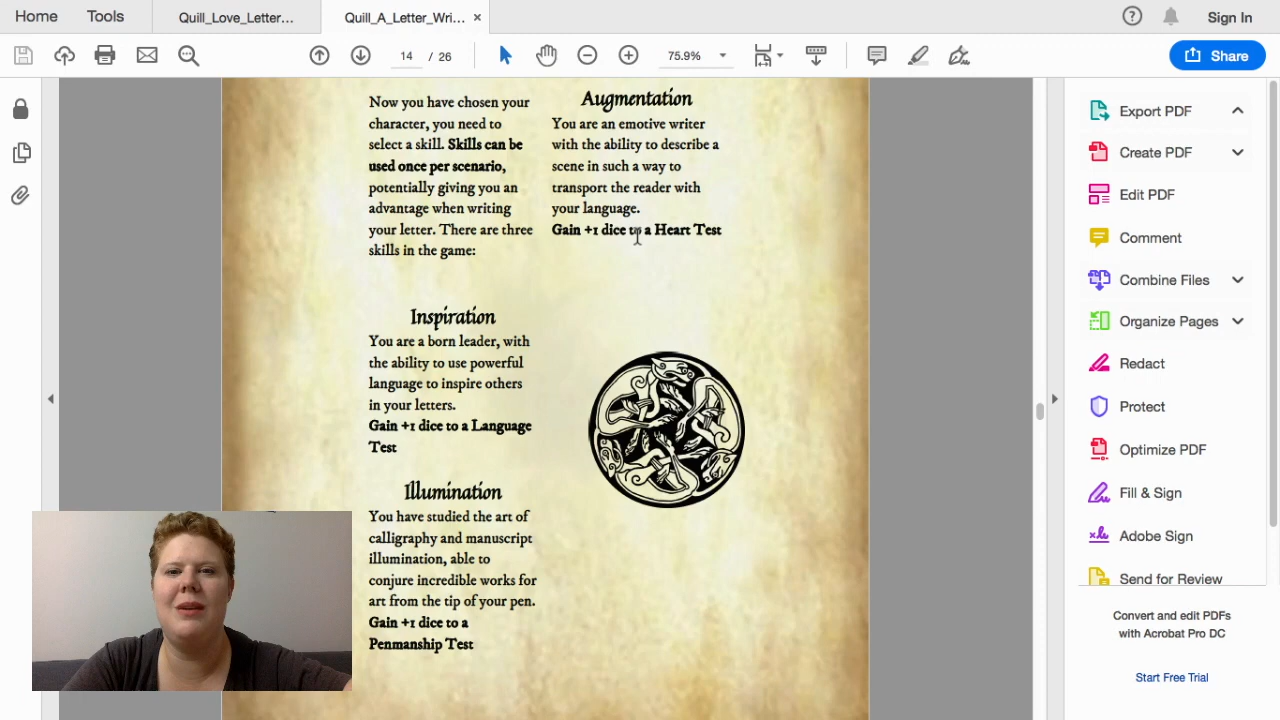 Home
Tools
Quill_Love_Letter...
Quill_A_Letter_Wri...
×
Sign In
14 / 26
75.9%
Share
Now you have chosen your
character, you need to
select a skill. Skills can be
used once per scenario,
potentially giving you an
advantage when writing
your letter. There are three
skills in the game:
Inspiration
You are a born leader, with
the ability to use powerful
language to inspire others
in your letters.
Gain +1 dice to a Language
Test
Illumination
You have studied the art of
calligraphy and manuscript
illumination, able to
conjure incredible works for
art from the tip of your pen.
Gain +1 dice to a
Penmanship Test
Augmentation
You are an emotive writer
with the ability to describe a
scene in such a way to
transport the reader with
your language.
Gain +1 dice to a Heart Test
Export PDF
Create PDF
Edit PDF
Comment
Combine Files
Organize Pages
Redact
Protect
Optimize PDF
Fill & Sign
Adobe Sign
Send for Review
Convert and edit PDFs
with Acrobat Pro DC
Start Free Trial